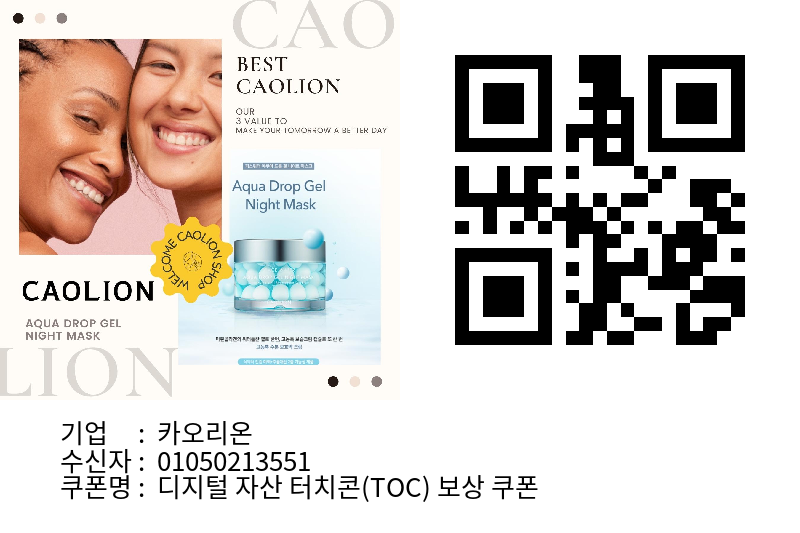 CAO
BEST
CAOLION
OUR
3 VALUE TO
MAKE YOUR TOMORROW A BETTER DAY
Aqua Drop Gel
Night Mask
WELCOME CAOLION SHOP
CAOLION
AQUA DROP GEL
NIGHT MASK
LION
기업 : 카오리온
수신자 : 01050213551
쿠폰명 : 디지털 자산 터치콘(TOC) 보상 쿠폰